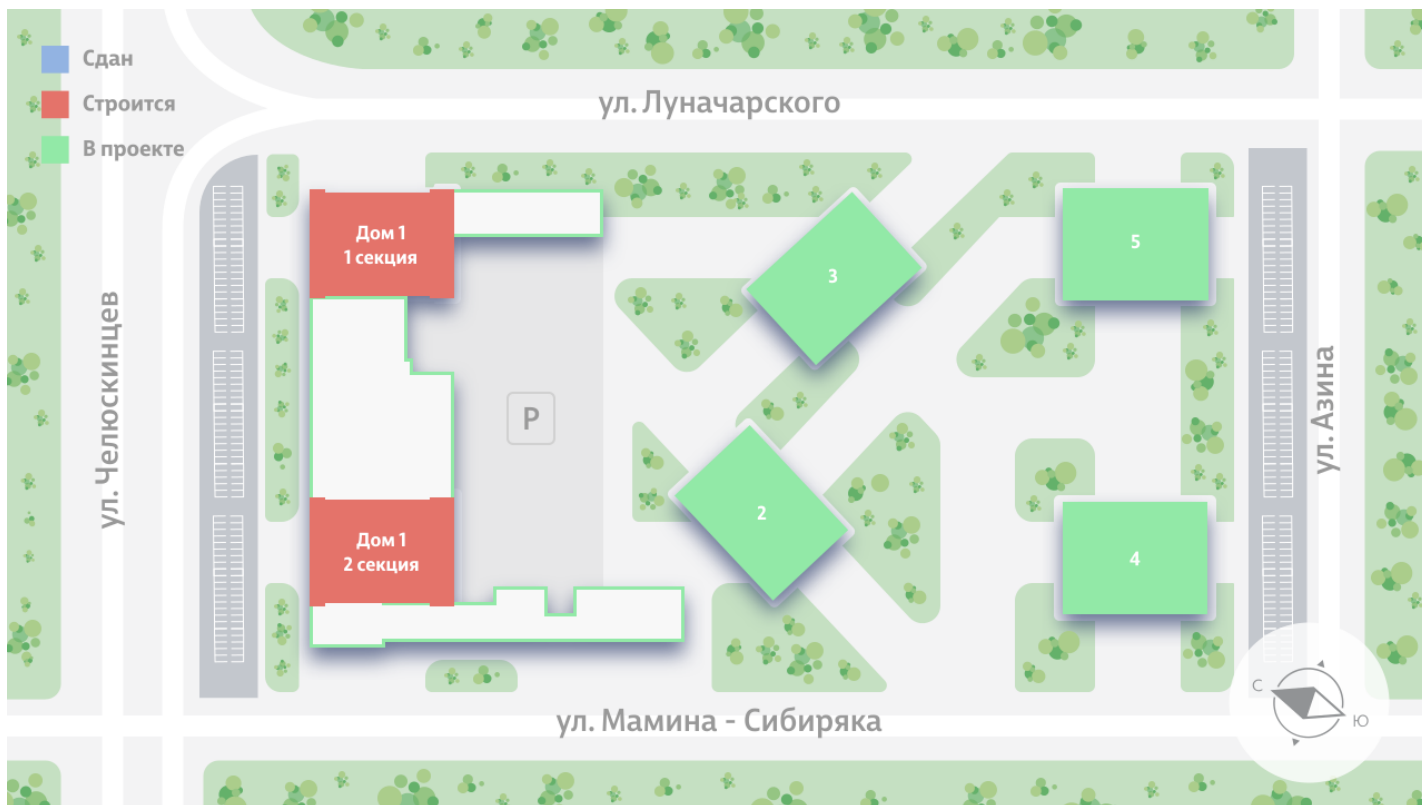 Сдан
Строится
В проекте
ул. Луначарского
ул. Челюскинцев
Дом 1
1 секция
3
5
P
ул. Азина
2
Дом 1
2 секция
4
С
Ю
ул. Мамина - Сибиряка